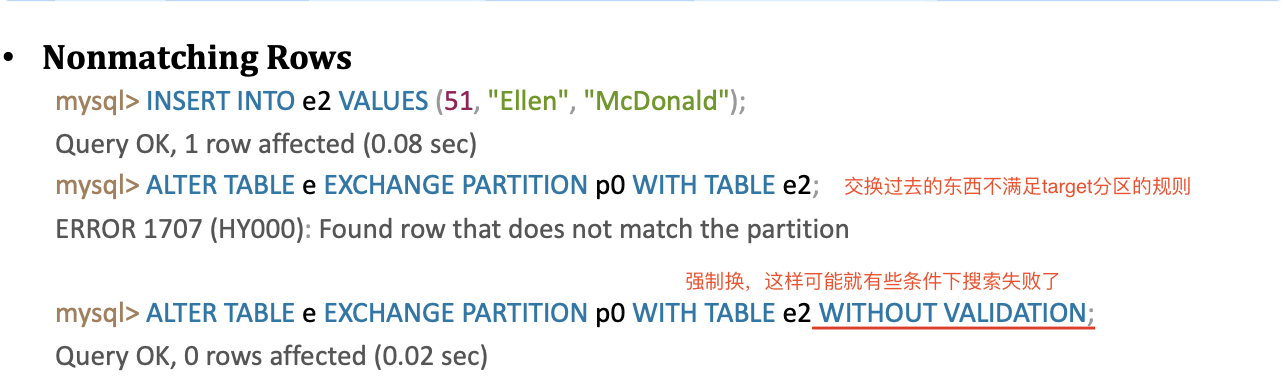 • Nonmatching Rows
mysql> INSERT INTO e2 VALUES (51, "Ellen", "McDonald");
Query OK, 1 row affected (0.08 sec)
mysql> ALTER TABLE e EXCHANGE PARTITION p0 WITH TABLE e2; 交换过去的东西不满足target分区的规则
ERROR 1707 (HY000): Found row that does not match the partition
强制换，这样可能就有些条件下搜索失败了
mysql> ALTER TABLE e EXCHANGE PARTITION p0 WITH TABLE e2 WITHOUT VALIDATION;
Query OK, 0 rows affected (0.02 sec)